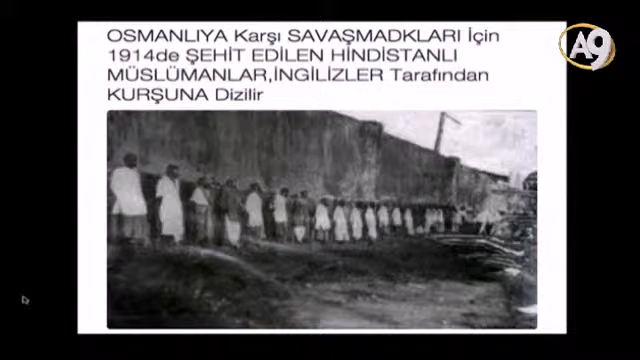 OSMANLIYA Karşı SAVAŞMADKLARI İçin
1914de ŞEHİT EDİLEN HİNDİSTANLI
MÜSLÜMANLAR,İNGİLİZLER Tarafından
KURŞUNA Dizilir
A9